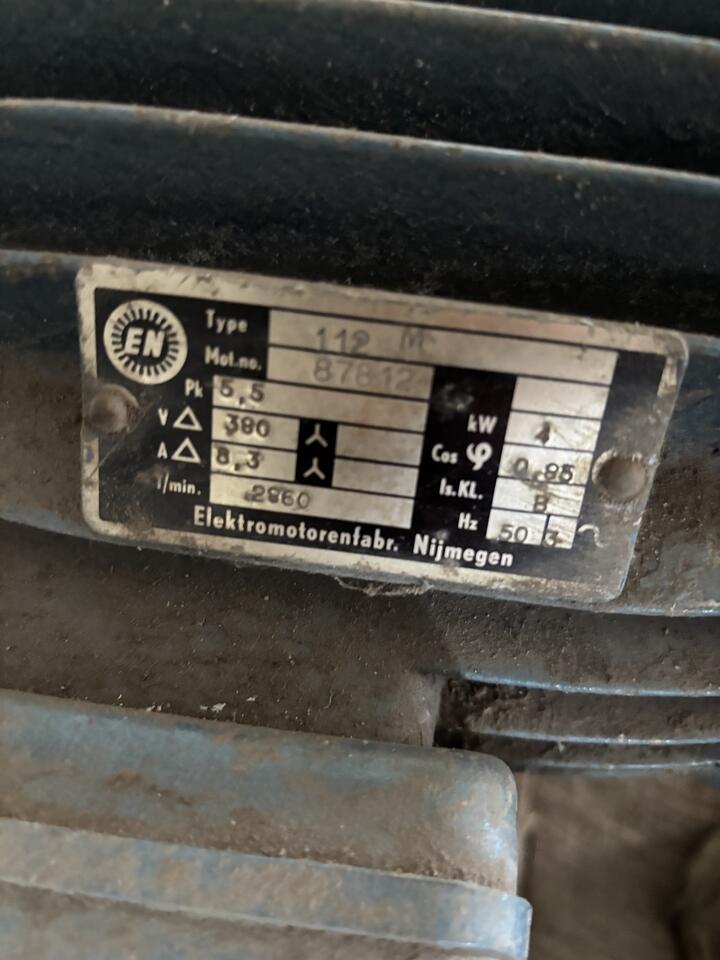 EN
Type 112 M
Mot.no. 87812
Pk 5,5
V △ 380 kW 4
A △ 8,3 Cos φ 0,85
Is.KL. B
1/min. 2860
Hz 50 3 ~
Elektromotorenfabr. Nijmegen